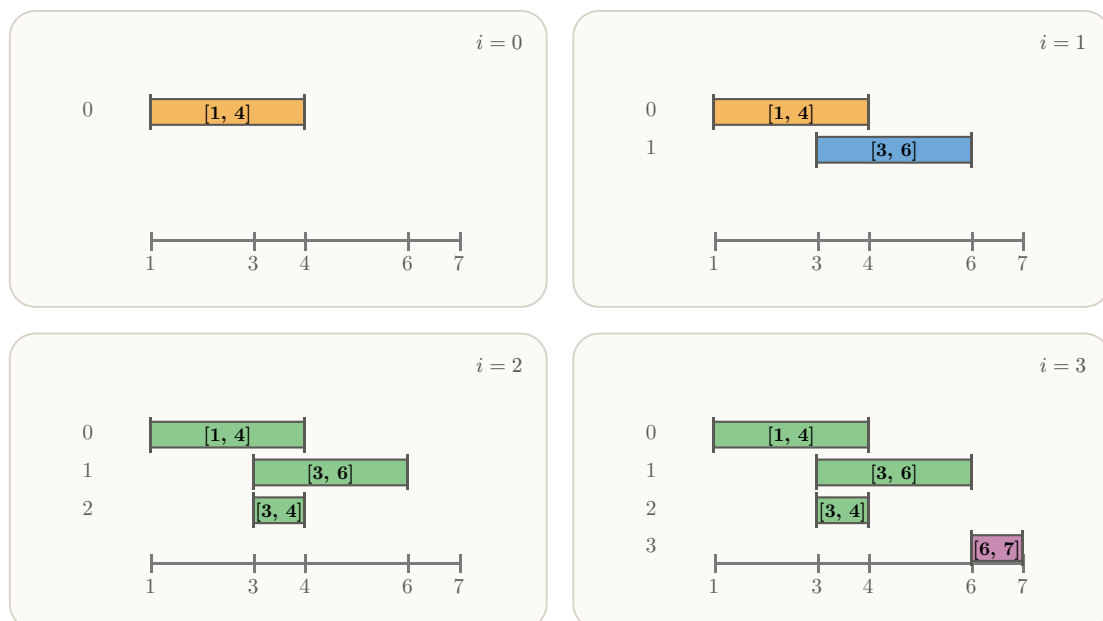 i = 0
0 [1, 4]
1 3 4 6 7
i = 1
0 [1, 4]
1 [3, 6]
1 3 4 6 7
i = 2
0 [1, 4]
1 [3, 6]
2 [3, 4]
1 3 4 6 7
i = 3
0 [1, 4]
1 [3, 6]
2 [3, 4]
3 [6, 7]
1 3 4 6 7